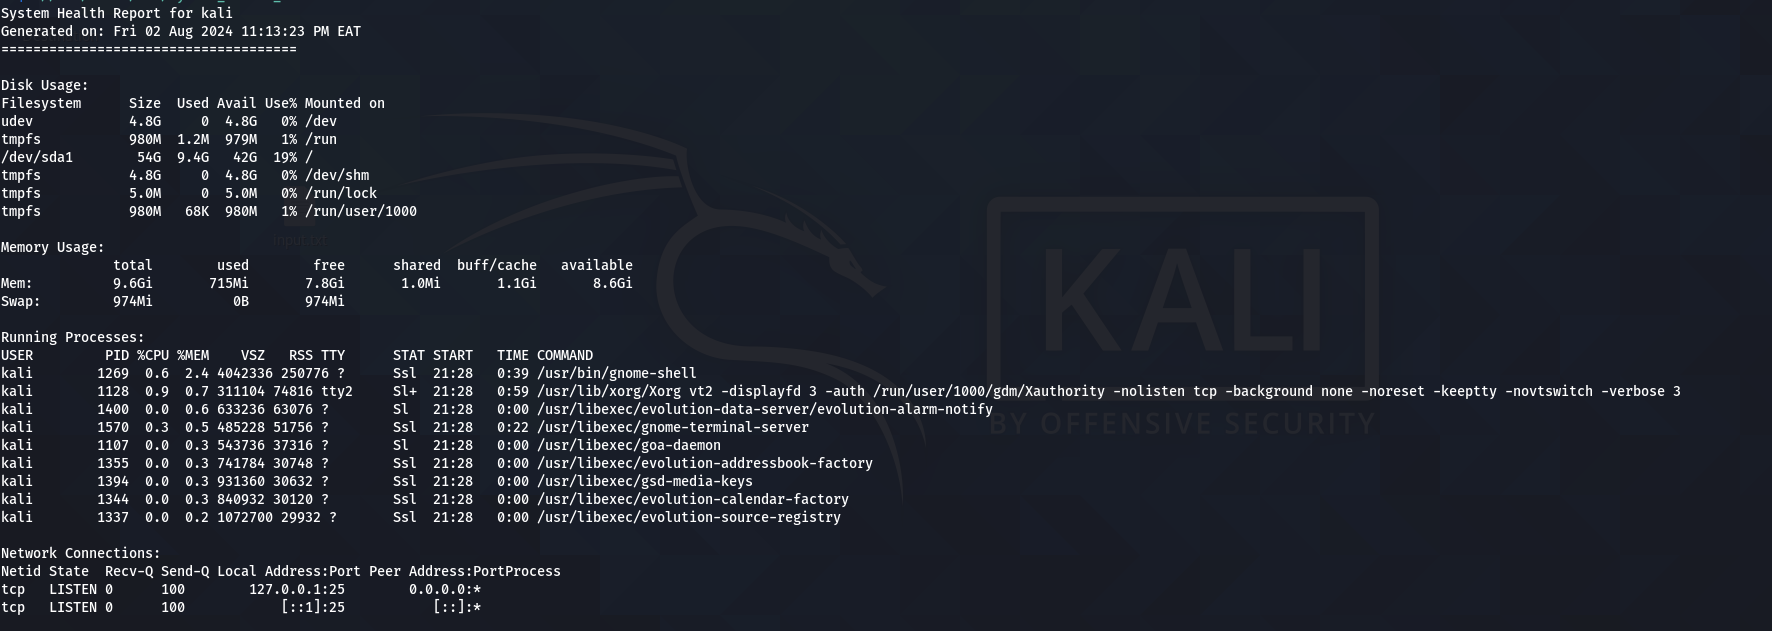 System Health Report for kali
Generated on: Fri 02 Aug 2024 11:13:23 PM EAT
=====================================
Disk Usage:
Filesystem      Size  Used Avail Use% Mounted on
udev            4.8G     0  4.8G   0% /dev
tmpfs           980M  1.2M  979M   1% /run
/dev/sda1        54G  9.4G   42G  19% /
tmpfs           4.8G     0  4.8G   0% /dev/shm
tmpfs           5.0M     0  5.0M   0% /run/lock
tmpfs           980M   68K  980M   1% /run/user/1000
input.txt
Memory Usage:
              total        used        free      shared  buff/cache   available
Mem:          9.6Gi       715Mi       7.8Gi       1.0Mi       1.1Gi       8.6Gi
Swap:         974Mi          0B       974Mi
Running Processes:
USER         PID %CPU %MEM    VSZ   RSS TTY      STAT START   TIME COMMAND
kali        1269  0.6  2.4 4042336 250776 ?      Ssl  21:28   0:39 /usr/bin/gnome-shell
kali        1128  0.9  0.7 311104 74816 tty2     Sl+  21:28   0:59 /usr/lib/xorg/Xorg vt2 -displayfd 3 -auth /run/user/1000/gdm/Xauthority -nolisten tcp -background none -noreset -keeptty -novtswitch -verbose 3
kali        1400  0.0  0.6 633236 63076 ?        Sl   21:28   0:00 /usr/libexec/evolution-data-server/evolution-alarm-notify
kali        1570  0.3  0.5 485228 51756 ?        Ssl  21:28   0:22 /usr/libexec/gnome-terminal-server
kali        1107  0.0  0.3 543736 37316 ?        Sl   21:28   0:00 /usr/libexec/goa-daemon
kali        1355  0.0  0.3 741784 30748 ?        Ssl  21:28   0:00 /usr/libexec/evolution-addressbook-factory
kali        1394  0.0  0.3 931360 30632 ?        Ssl  21:28   0:00 /usr/libexec/gsd-media-keys
kali        1344  0.0  0.3 840932 30120 ?        Ssl  21:28   0:00 /usr/libexec/evolution-calendar-factory
kali        1337  0.0  0.2 1072700 29932 ?       Ssl  21:28   0:00 /usr/libexec/evolution-source-registry
Network Connections:
Netid State  Recv-Q Send-Q Local Address:Port Peer Address:PortProcess
tcp   LISTEN 0      100        127.0.0.1:25        0.0.0.0:*
tcp   LISTEN 0      100            [::1]:25           [::]:*
KALI
BY OFFENSIVE SECURITY